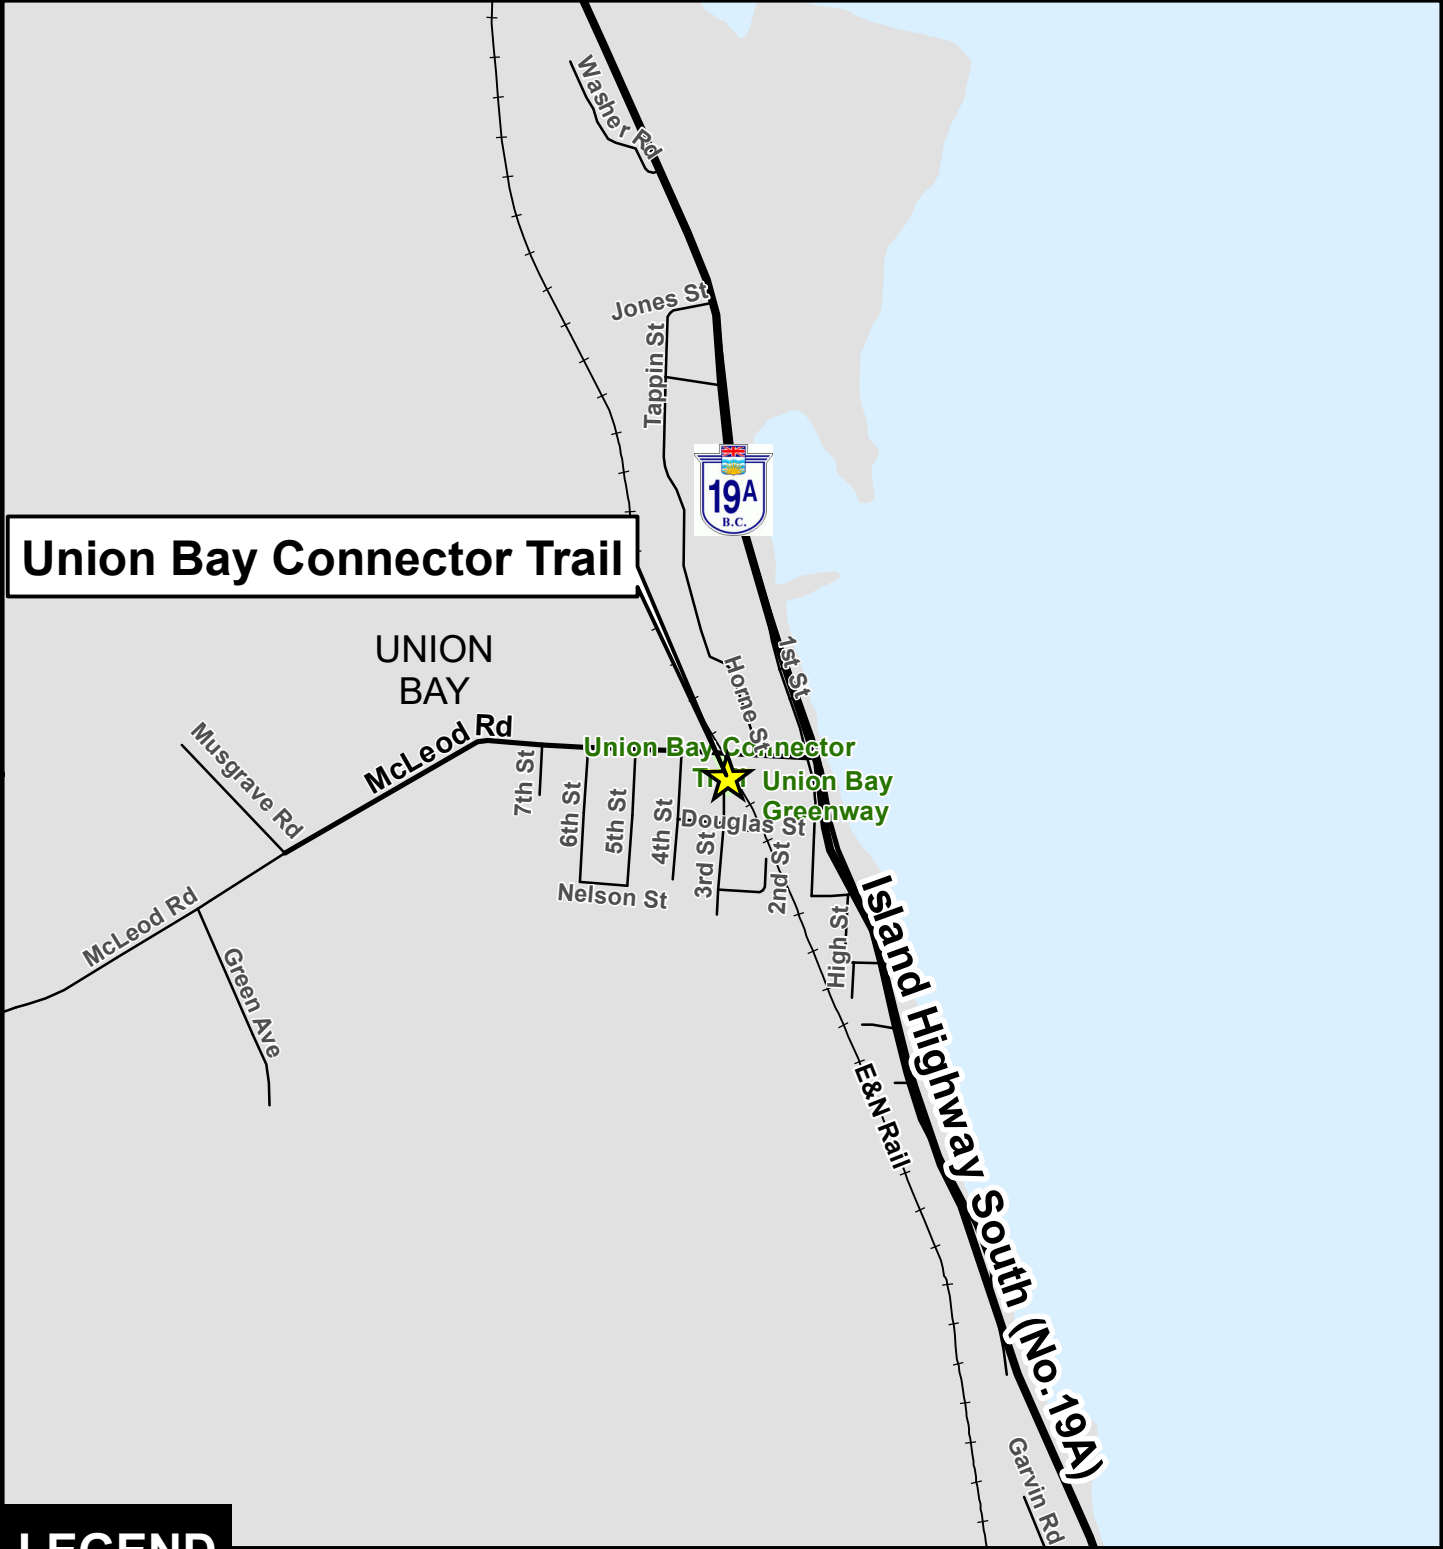 Washer Rd
Jones St
Tappin St
19A
B.C.
Union Bay Connector Trail
UNION
BAY
1st St
Horne St
McLeod Rd
Musgrave Rd
Union Bay Connector
Trail
Union Bay
Greenway
7th St
6th St
5th St
4th St
3rd St
Douglas St
2nd St
Nelson St
High St
McLeod Rd
Green Ave
Island Highway South (No.19A)
E&N-Rail
Garvin Rd
LEGEND